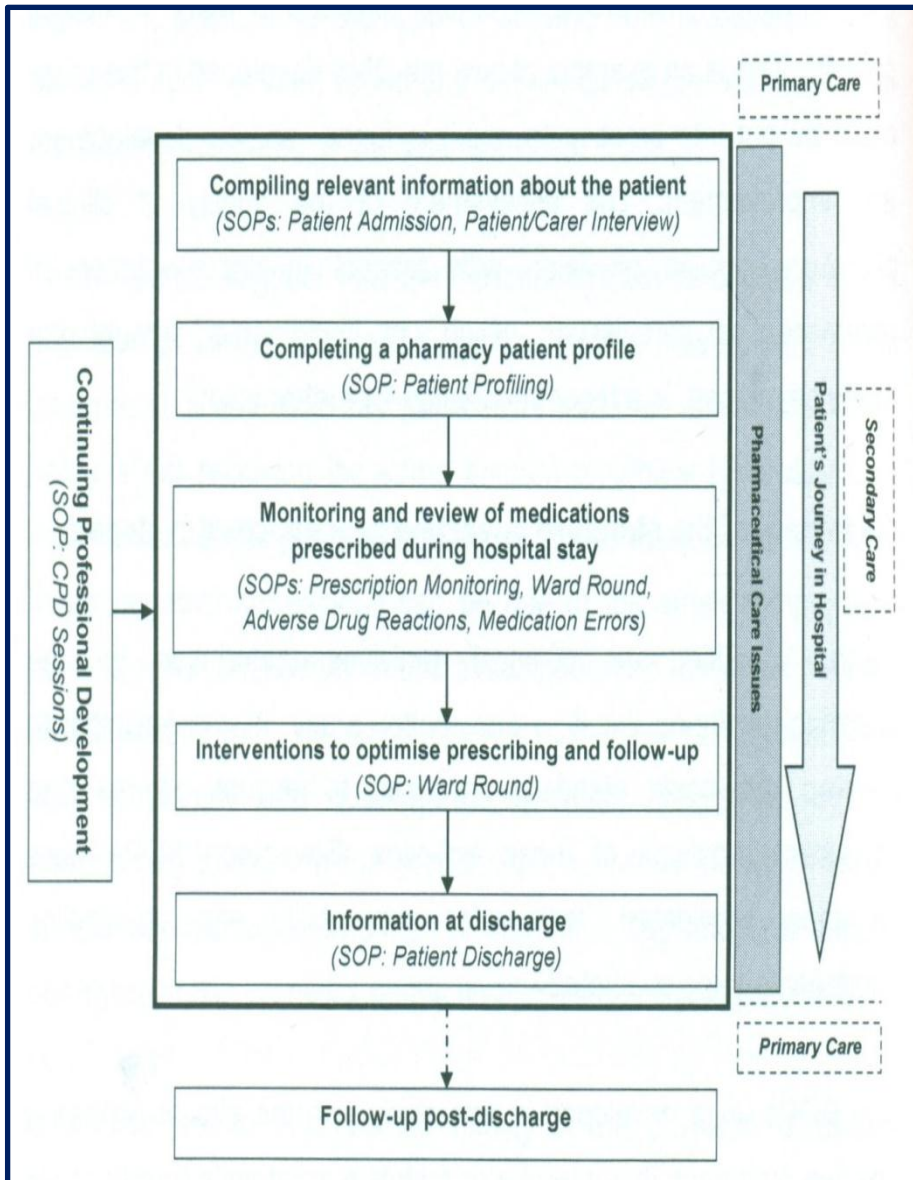 Primary Care
Compiling relevant information about the patient
(SOPs: Patient Admission, Patient/Carer Interview)
Completing a pharmacy patient profile
(SOP: Patient Profiling)
Monitoring and review of medications
prescribed during hospital stay
(SOPs: Prescription Monitoring, Ward Round,
Adverse Drug Reactions, Medication Errors)
Interventions to optimise prescribing and follow-up
(SOP: Ward Round)
Information at discharge
(SOP: Patient Discharge)
Follow-up post-discharge
Continuing Professional Development
(SOP: CPD Sessions)
Pharmaceutical Care Issues
Patient's Journey in Hospital
Secondary Care
Primary Care